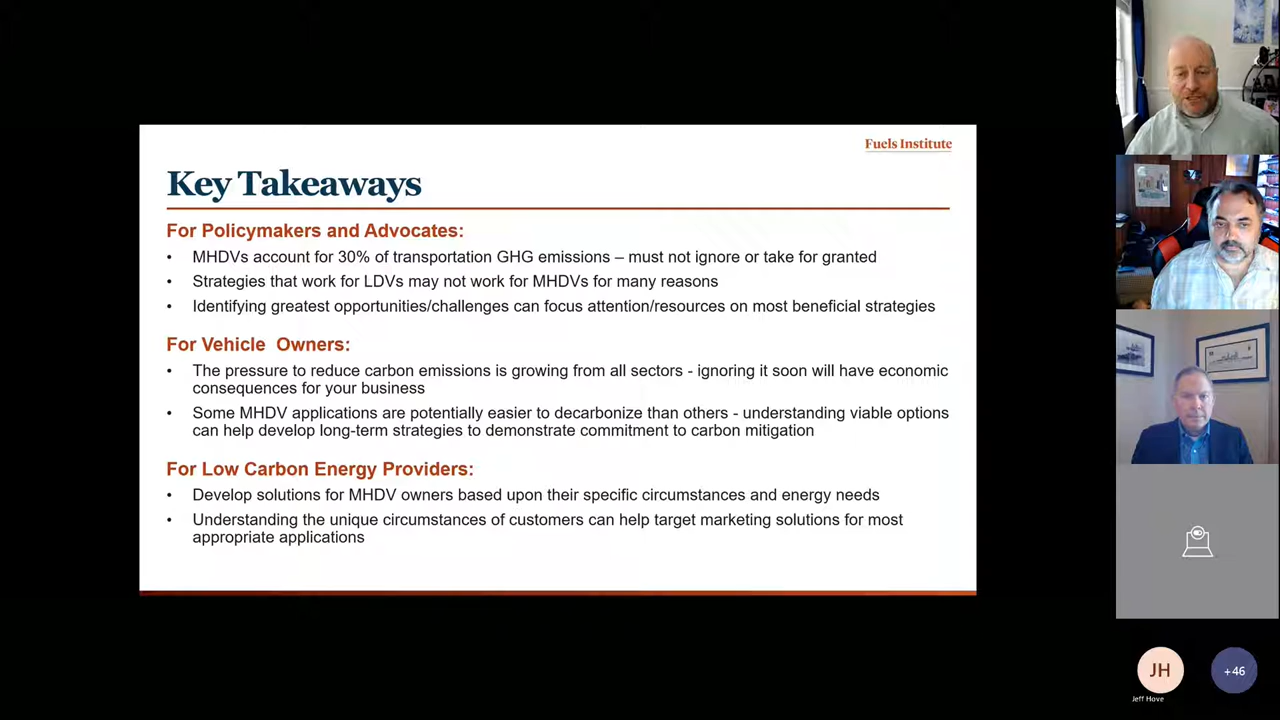 Fuels Institute
Key Takeaways
For Policymakers and Advocates:
• MHDVs account for 30% of transportation GHG emissions – must not ignore or take for granted
• Strategies that work for LDVs may not work for MHDVs for many reasons
• Identifying greatest opportunities/challenges can focus attention/resources on most beneficial strategies
For Vehicle Owners:
• The pressure to reduce carbon emissions is growing from all sectors - ignoring it soon will have economic
consequences for your business
• Some MHDV applications are potentially easier to decarbonize than others - understanding viable options
can help develop long-term strategies to demonstrate commitment to carbon mitigation
For Low Carbon Energy Providers:
• Develop solutions for MHDV owners based upon their specific circumstances and energy needs
• Understanding the unique circumstances of customers can help target marketing solutions for most
appropriate applications
JH
+46
Jeff Hove